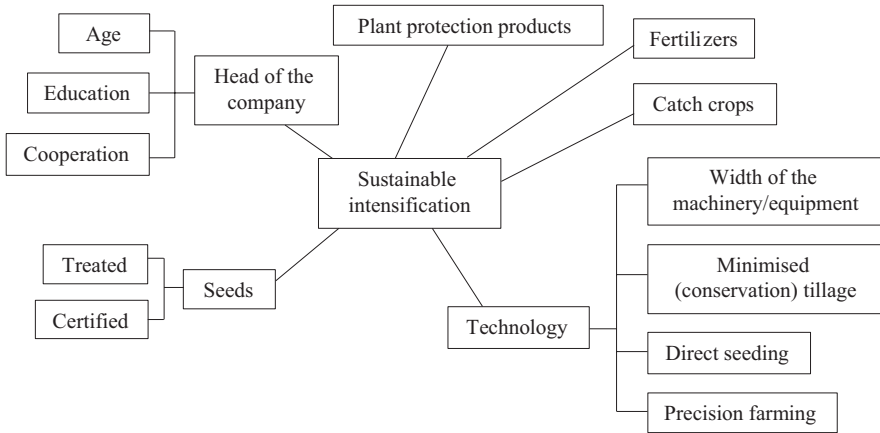 Age
Education
Cooperation
Head of the
company
Plant protection products
Fertilizers
Catch crops
Sustainable
intensification
Width of the
machinery/equipment
Minimised
(conservation) tillage
Direct seeding
Precision farming
Technology
Treated
Certified
Seeds